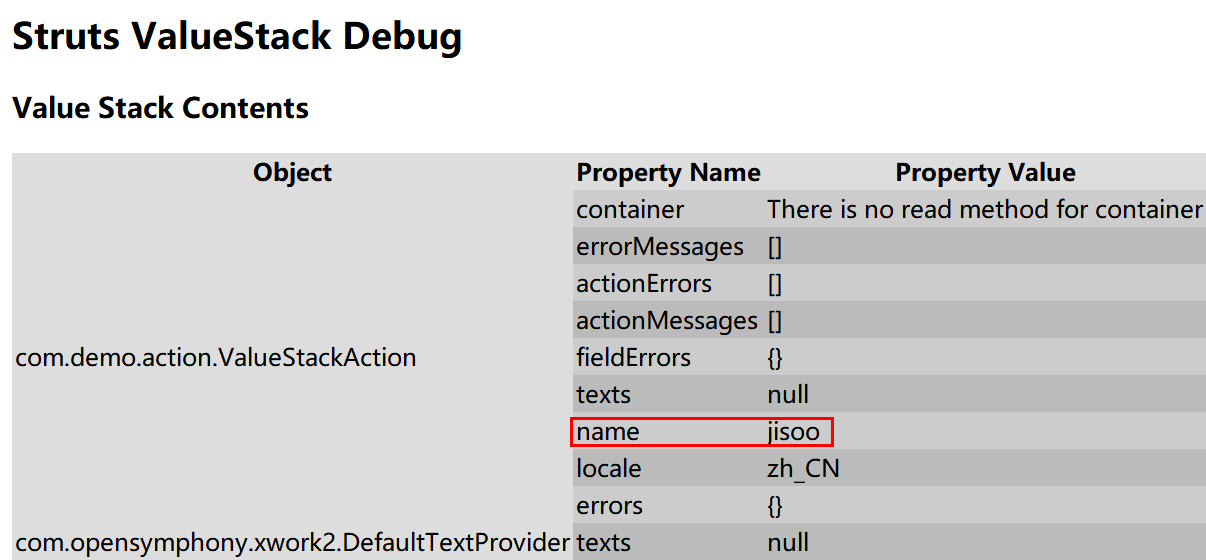 Struts ValueStack Debug
Value Stack Contents
Object Property Name Property Value
container There is no read method for container
errorMessages []
actionErrors []
actionMessages []
com.demo.action.ValueStackAction fieldErrors {}
texts null
name jisoo
locale zh_CN
errors {}
com.opensymphony.xwork2.DefaultTextProvider texts null